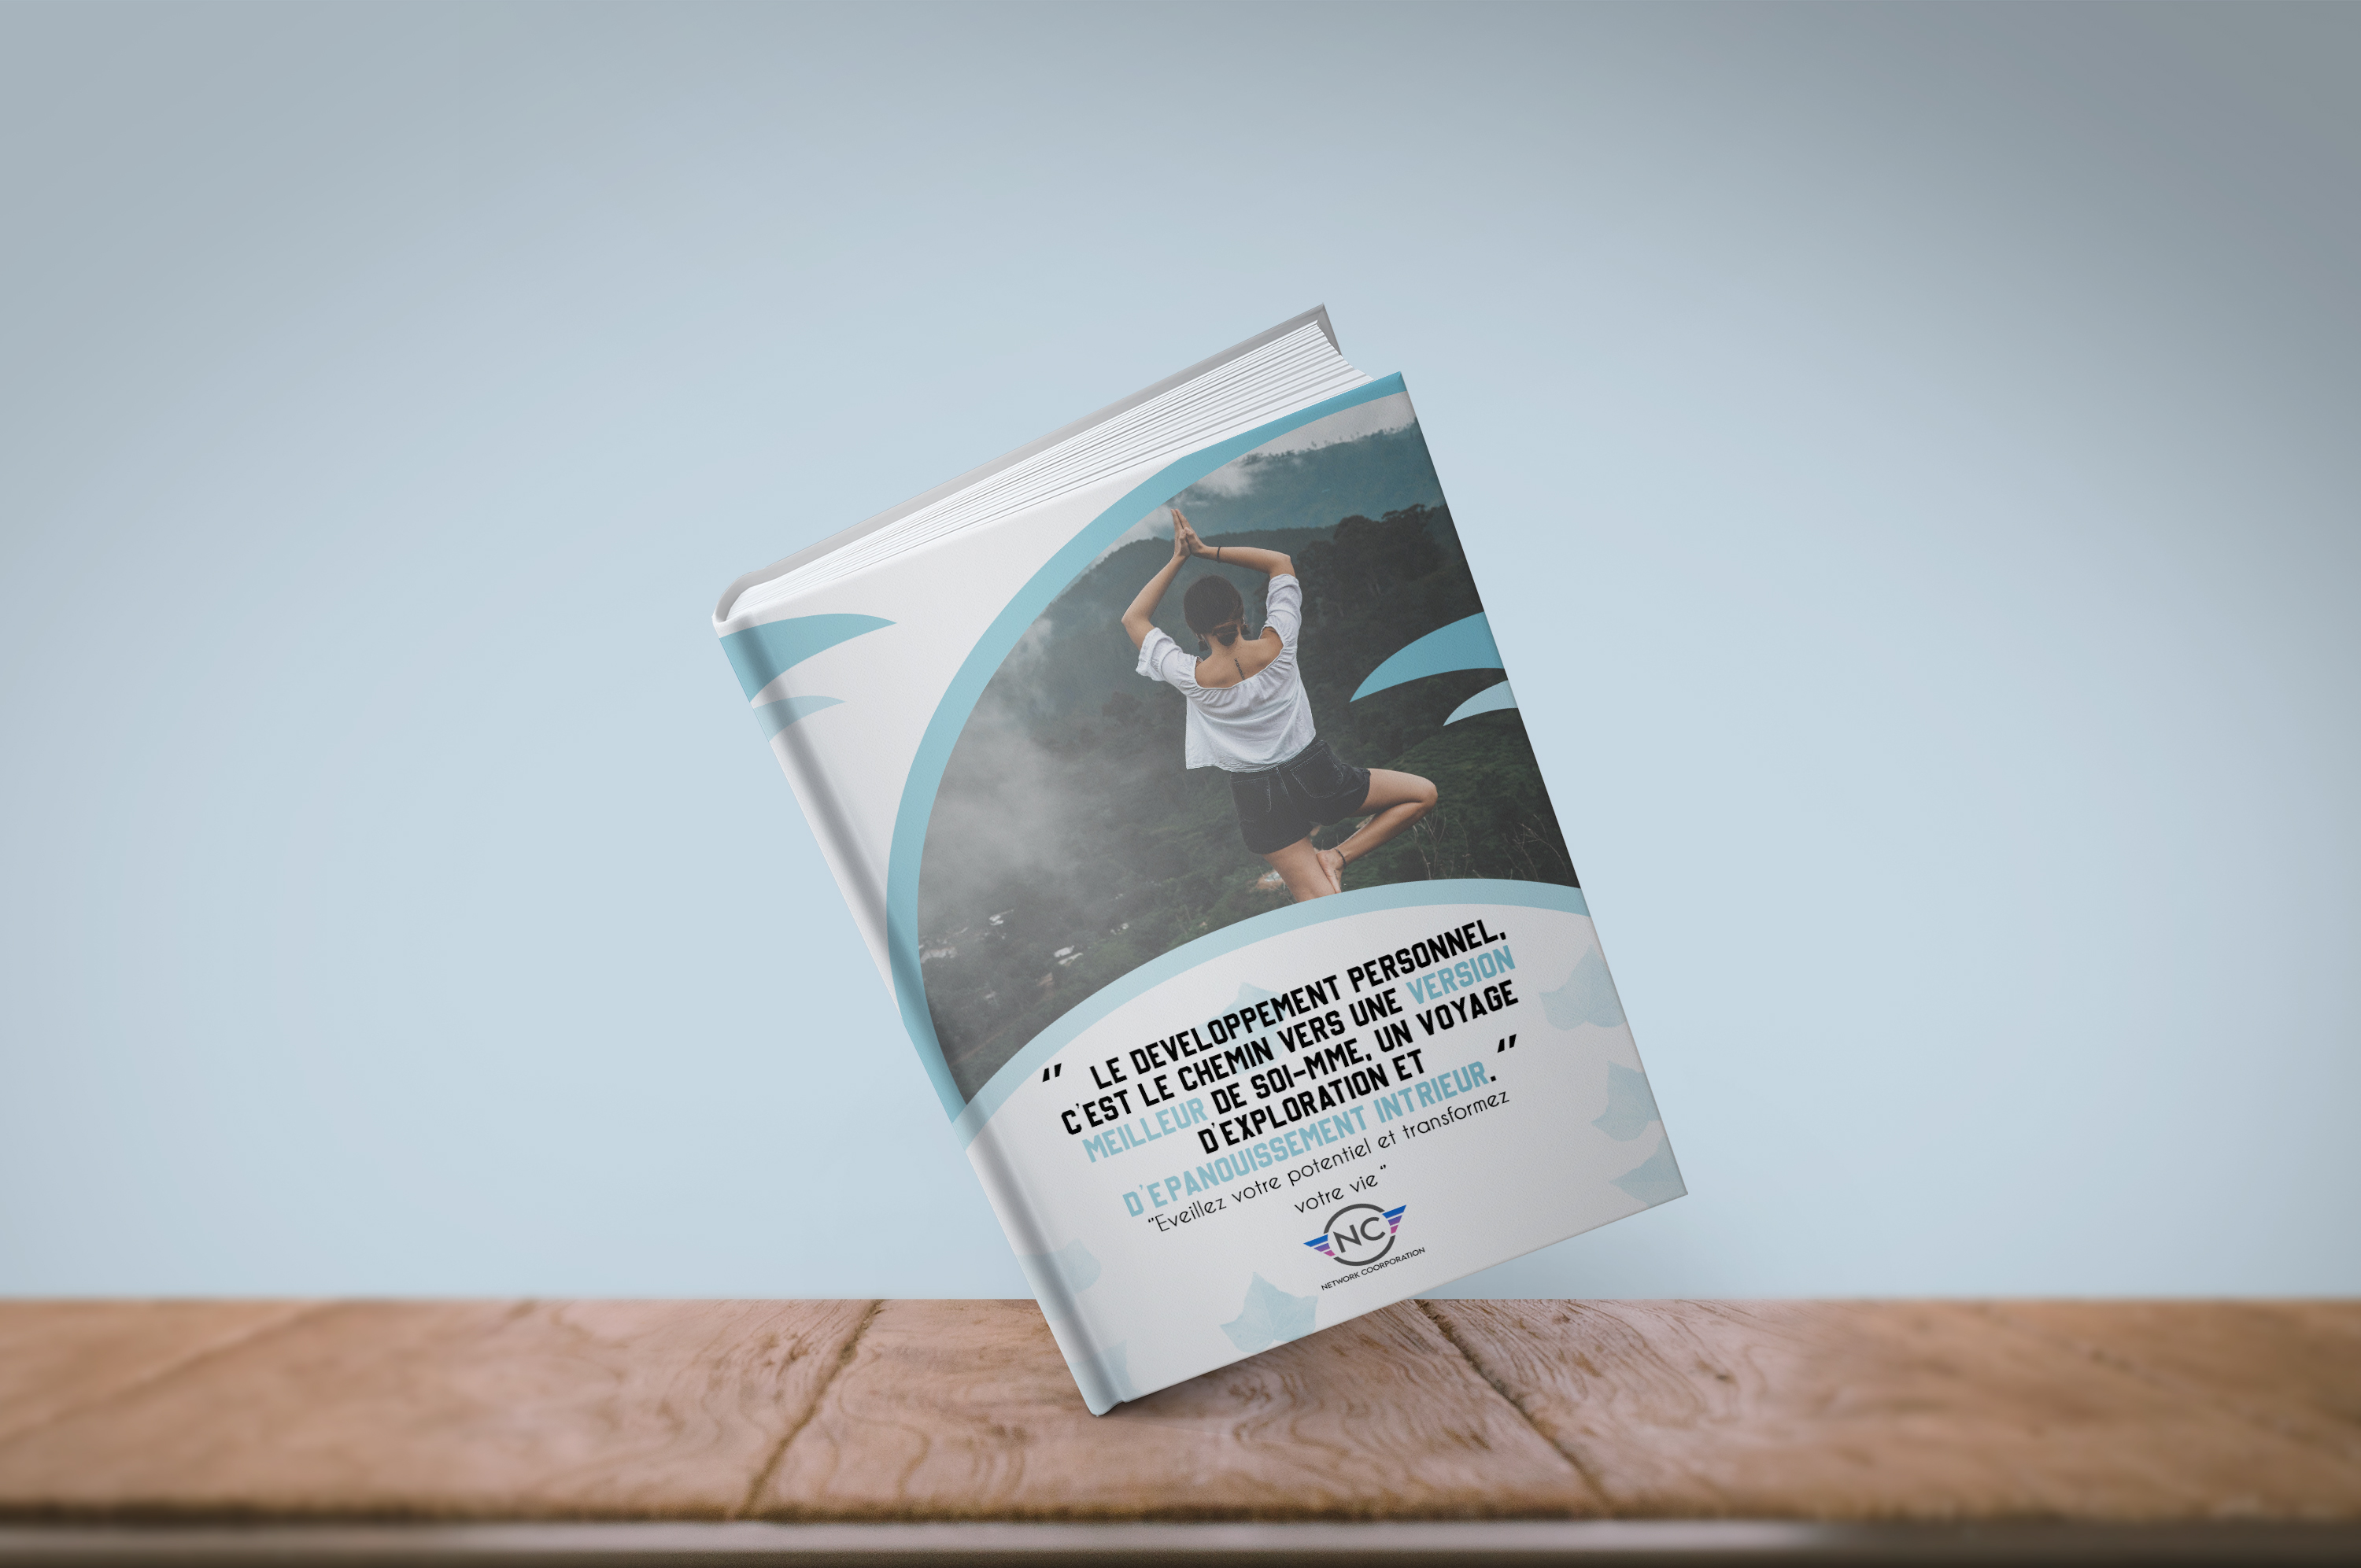 “ LE DEVELOPPEMENT PERSONNEL,
C'EST LE CHEMIN VERS UNE VERSION
MEILLEUR DE SOI-MME, UN VOYAGE
D'EXPLORATION ET
D'EPANOUISSEMENT INTRIEUR. ”
“Eveillez votre potentiel et transformez
votre vie “
NC
NETWORK COORPORATION